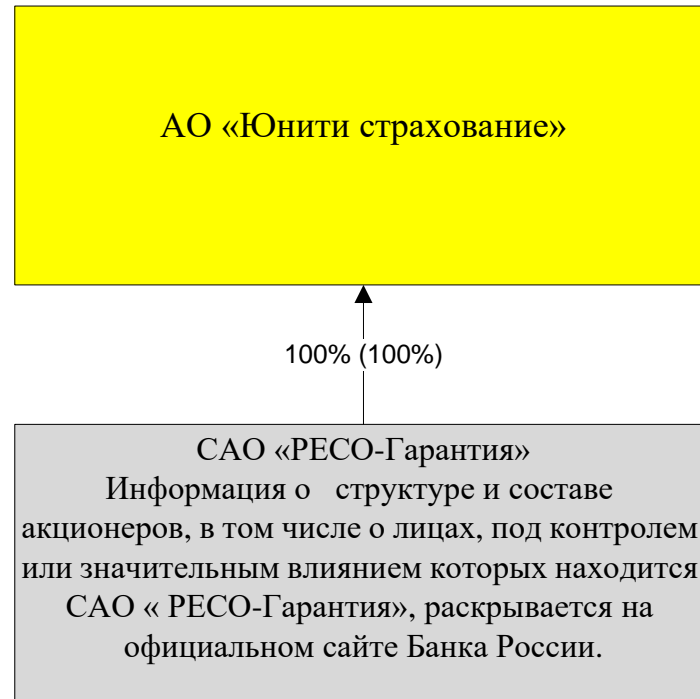 АО «Юнити страхование»
100% (100%)
САО «РЕСО-Гарантия»
Информация о структуре и составе
акционеров, в том числе о лицах, под контролем
или значительным влиянием которых находится
САО « РЕСО-Гарантия», раскрывается на
официальном сайте Банка России.